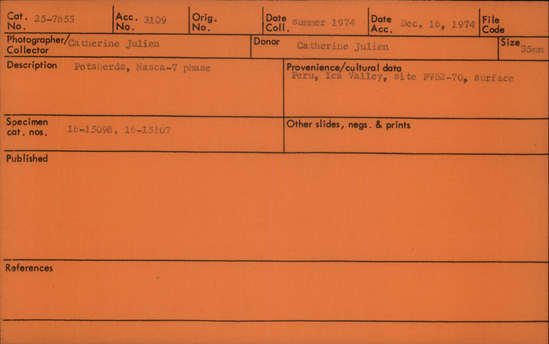 Cat. No. 25-7855 Acc. No. 3109 Orig. No. Date Coll. Summer 1974 Date Acc. Dec. 16, 1974 File Code
Photographer/Collector Catherine Julien Donor Catherine Julien Size 35mm
Description Potsherds, Nasca-7 phase
Provenience/cultural data
Peru, Ica Valley, site PV62-70, surface
Specimen cat. nos. 16-15098, 16-15107
Other slides, negs. & prints
Published
References